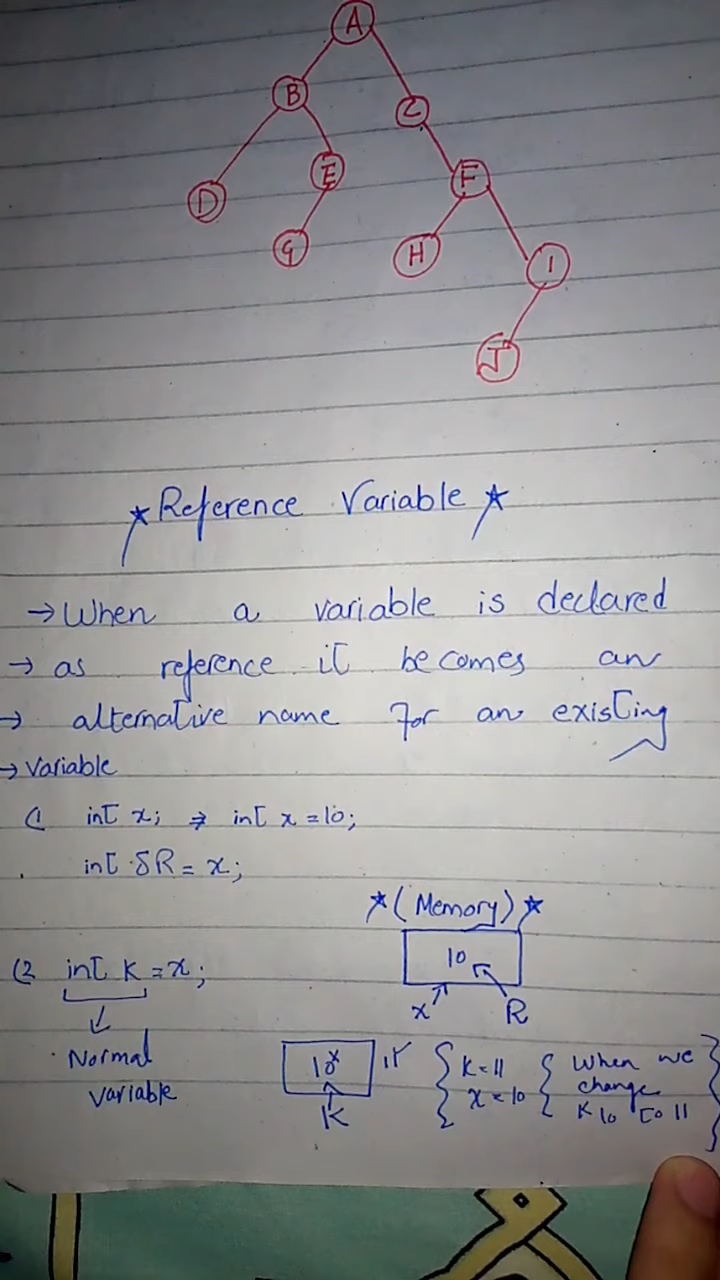 A
B
C
E
F
D
G
H
I
J
Reference Variable
→ When a variable is declared
→ as reference it becomes an
→ alternative name for an existing
→ Variable
(1 int x; ⇒ int x = 10;
int &R = x;
*(Memory)*
10
(2 int K = x;
x R
Normal
variable
10
K
11
K = 11
x = 10
When we
change
K 10 to 11